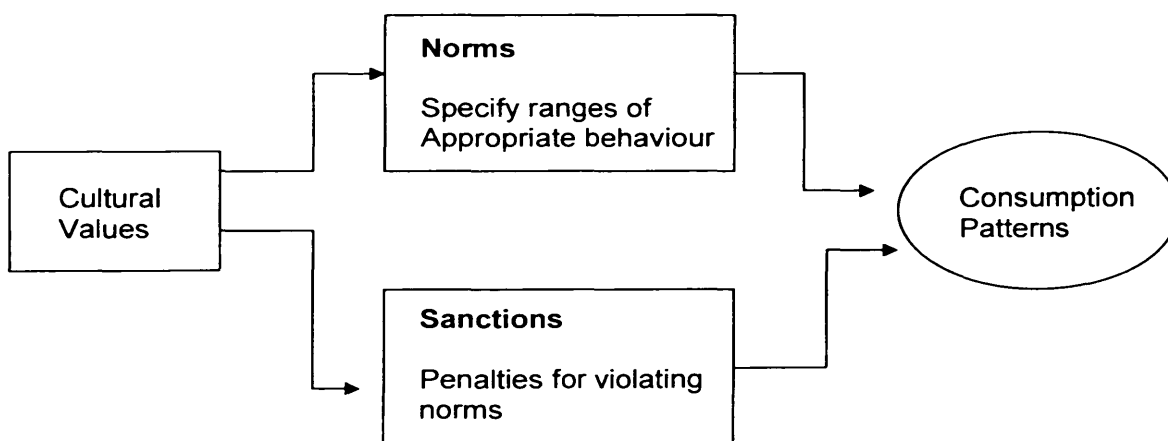 Norms
Specify ranges of
Appropriate behaviour
Cultural
Values
Consumption
Patterns
Sanctions
Penalties for violating
norms